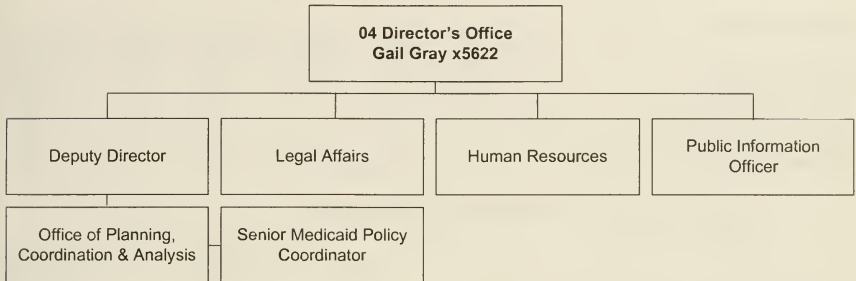 04 Director's Office
Gail Gray x5622
Deputy Director
Legal Affairs
Human Resources
Public Information
Officer
Office of Planning,
Coordination & Analysis
Senior Medicaid Policy
Coordinator